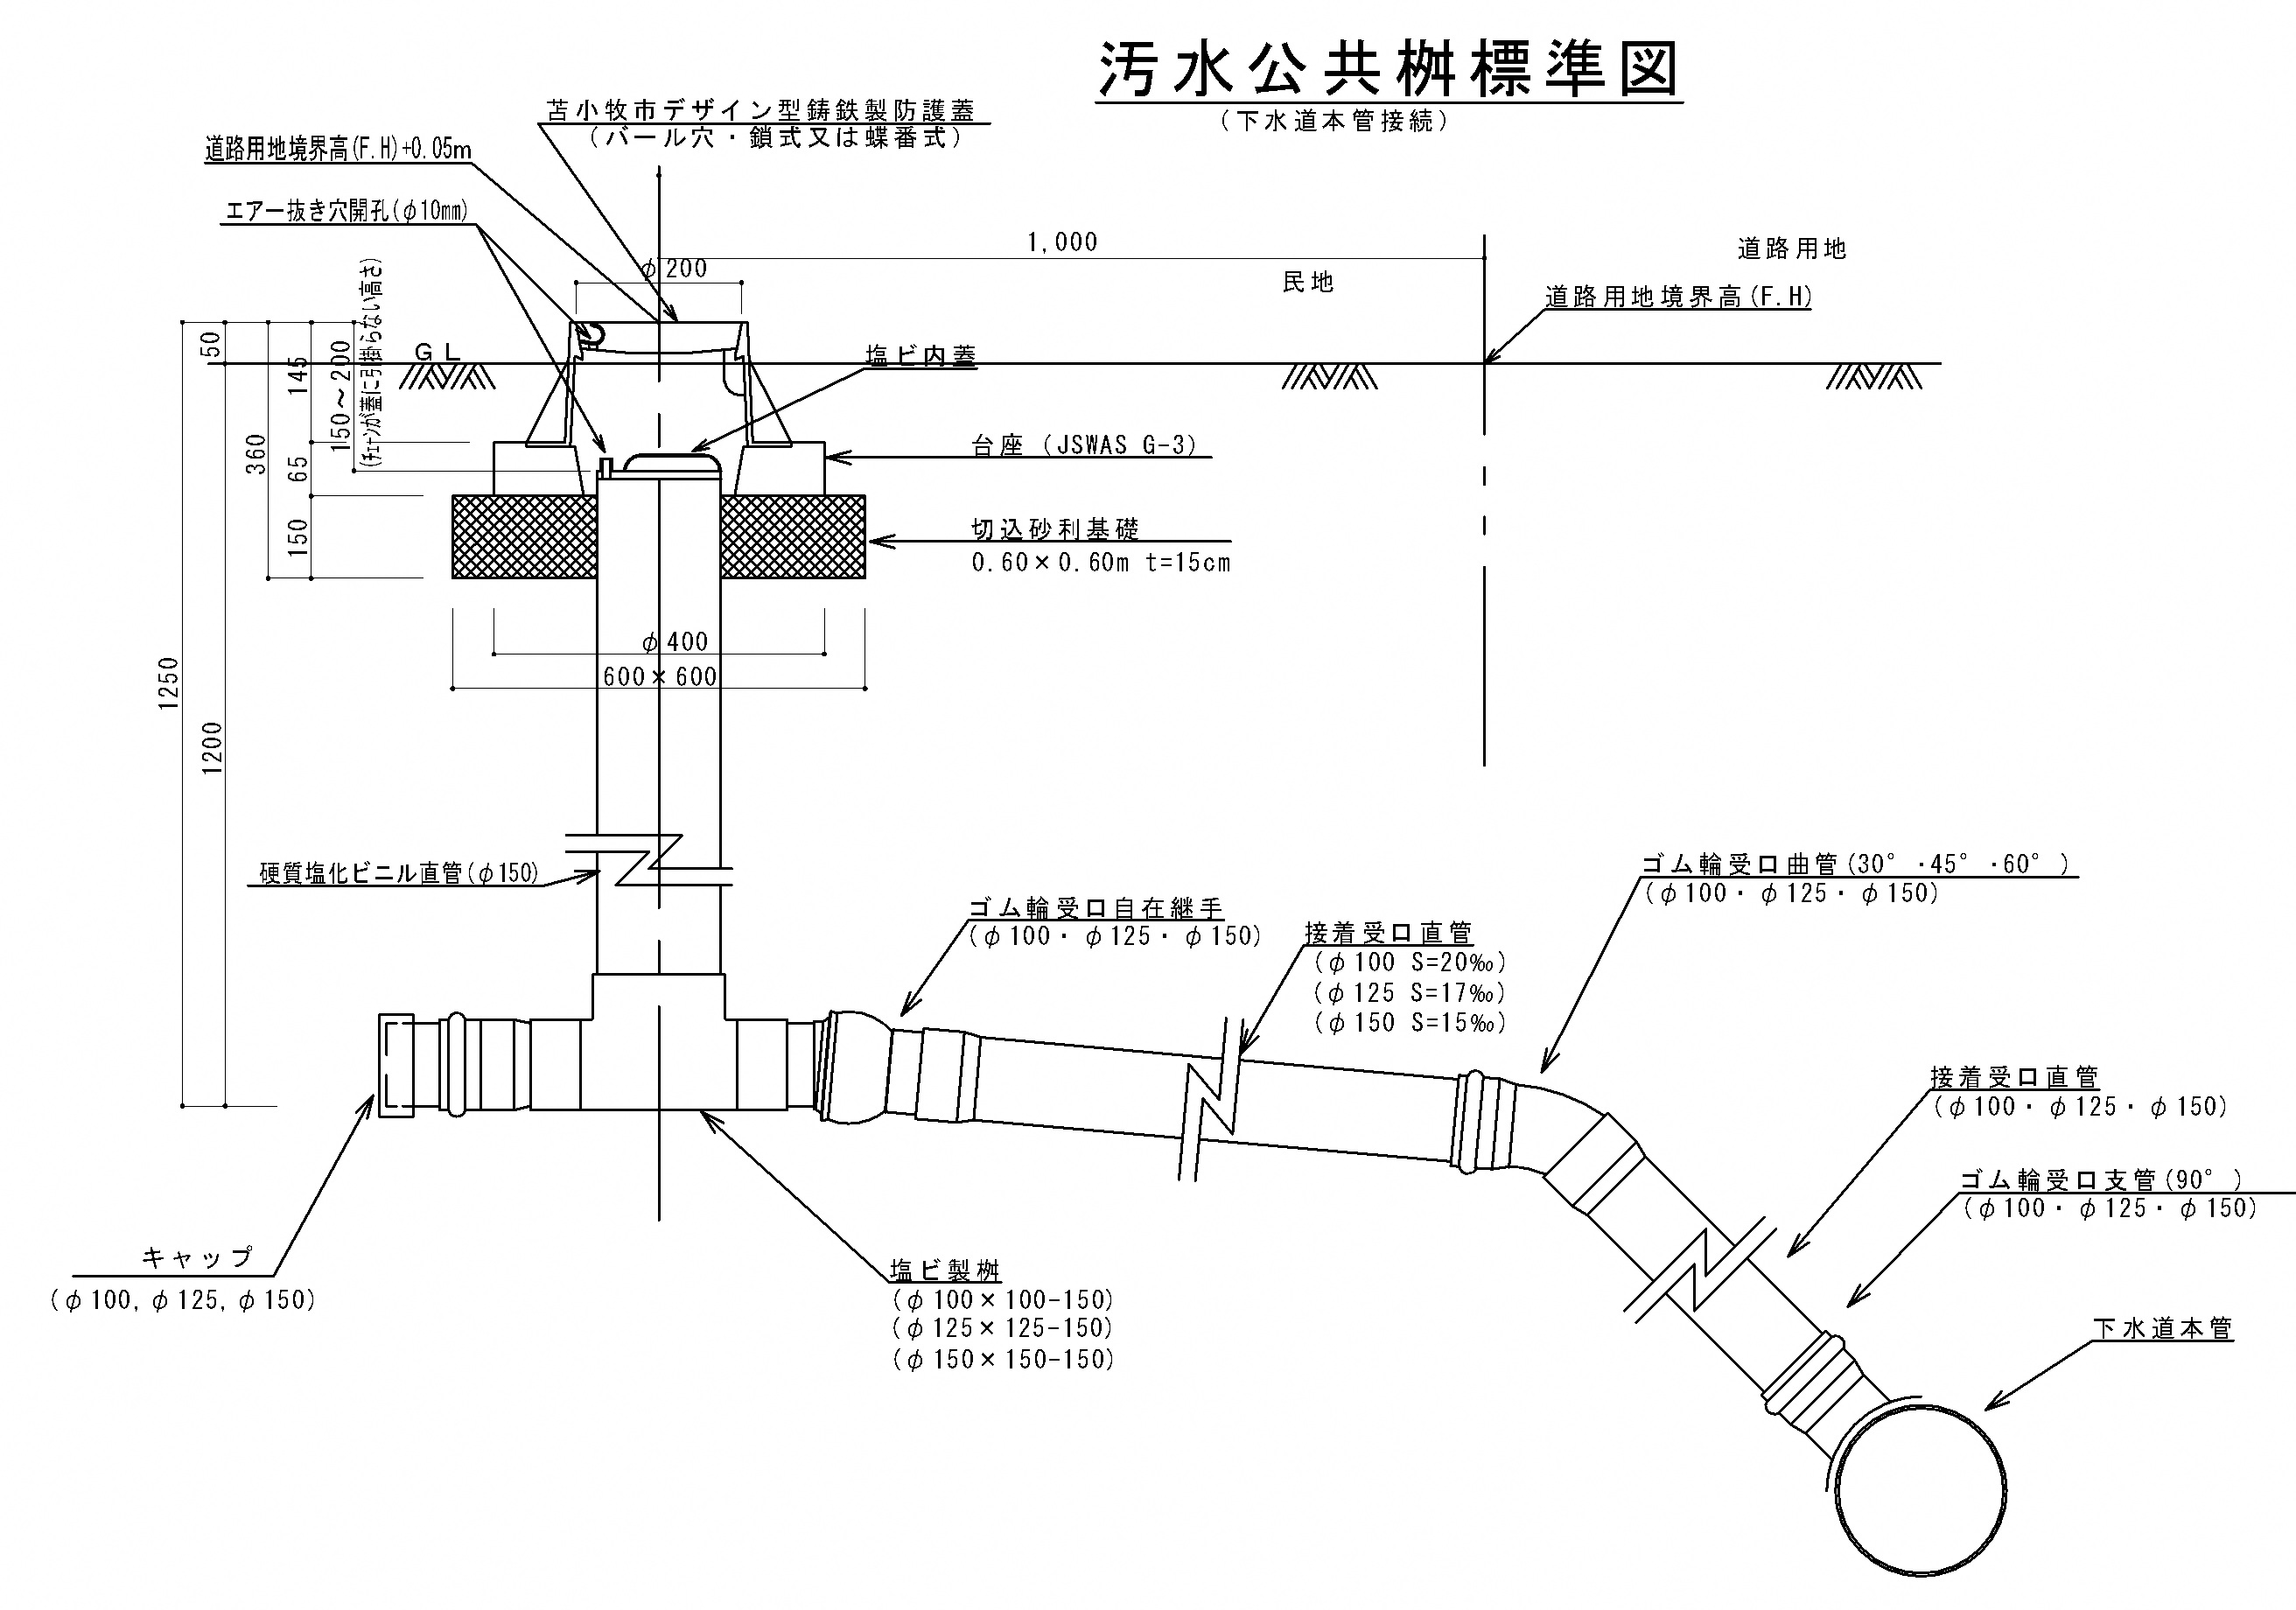 汚水公共桝標準図
(下水道本管接続)
苫小牧市デザイン型鋳鉄製防護蓋
(バール穴・鎖式又は蝶番式)
道路用地境界高(F.H)+0.05m
エアー抜き穴開孔(φ10mm)
1,000
φ200
民地
道路用地
道路用地境界高(F.H)
GL
50
145
150~200
(チェーンが蓋に引掛らない高さ)
360
65
150
塩ビ内蓋
台座 (JSWAS G-3)
切込砂利基礎
0.60×0.60m t=15cm
φ400
600×600
1250
1200
硬質塩化ビニル直管(φ150)
ゴム輪受口自在継手
(φ100・φ125・φ150)
接着受口直管
(φ100 S=20‰)
(φ125 S=17‰)
(φ150 S=15‰)
ゴム輪受口曲管(30°・45°・60°)
(φ100・φ125・φ150)
接着受口直管
(φ100・φ125・φ150)
ゴム輪受口支管(90°)
(φ100・φ125・φ150)
下水道本管
キャップ
(φ100,φ125,φ150)
塩ビ製桝
(φ100×100-150)
(φ125×125-150)
(φ150×150-150)